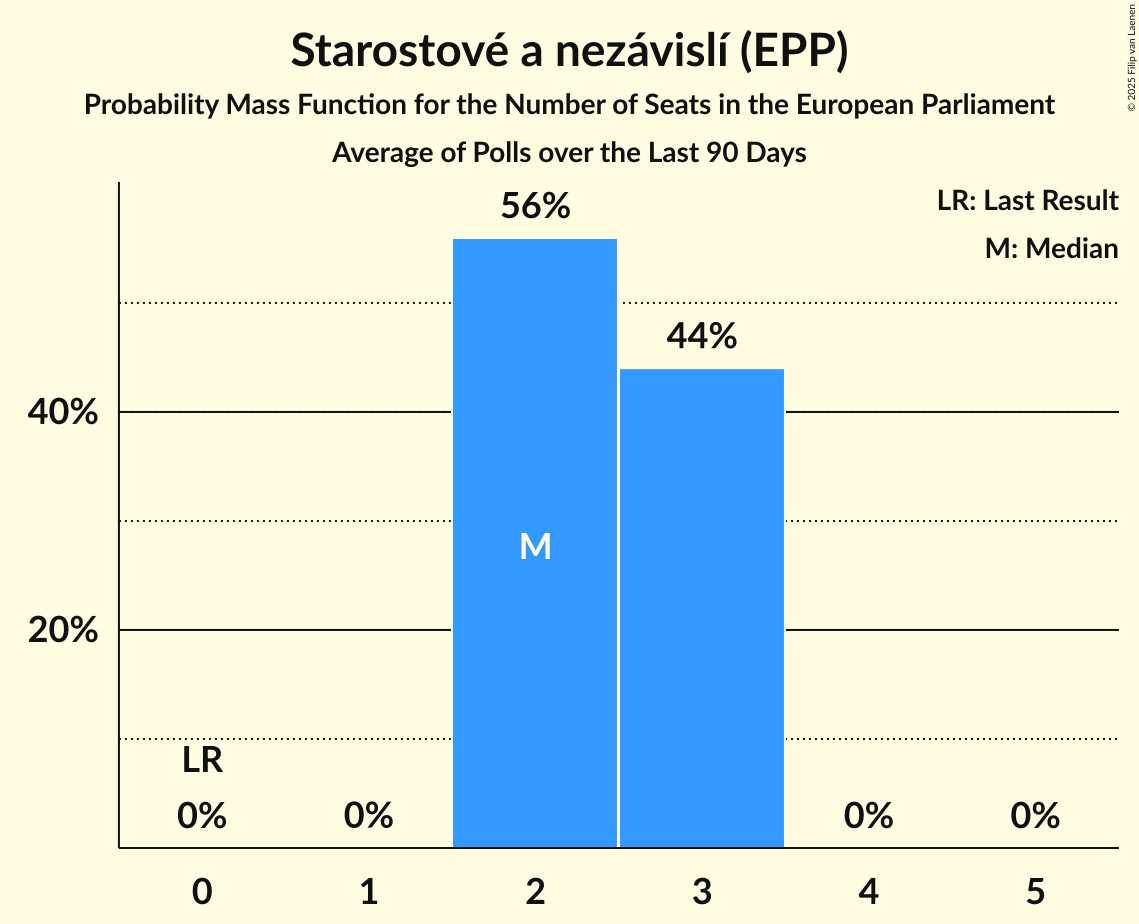 Starostové a nezávislí (EPP)
Probability Mass Function for the Number of Seats in the European Parliament
Average of Polls over the Last 90 Days
© 2025 Filip van Laenen
LR: Last Result
M: Median
56%
44%
40%
M
20%
LR
0%
0%
0%
0%
0
1
2
3
4
5